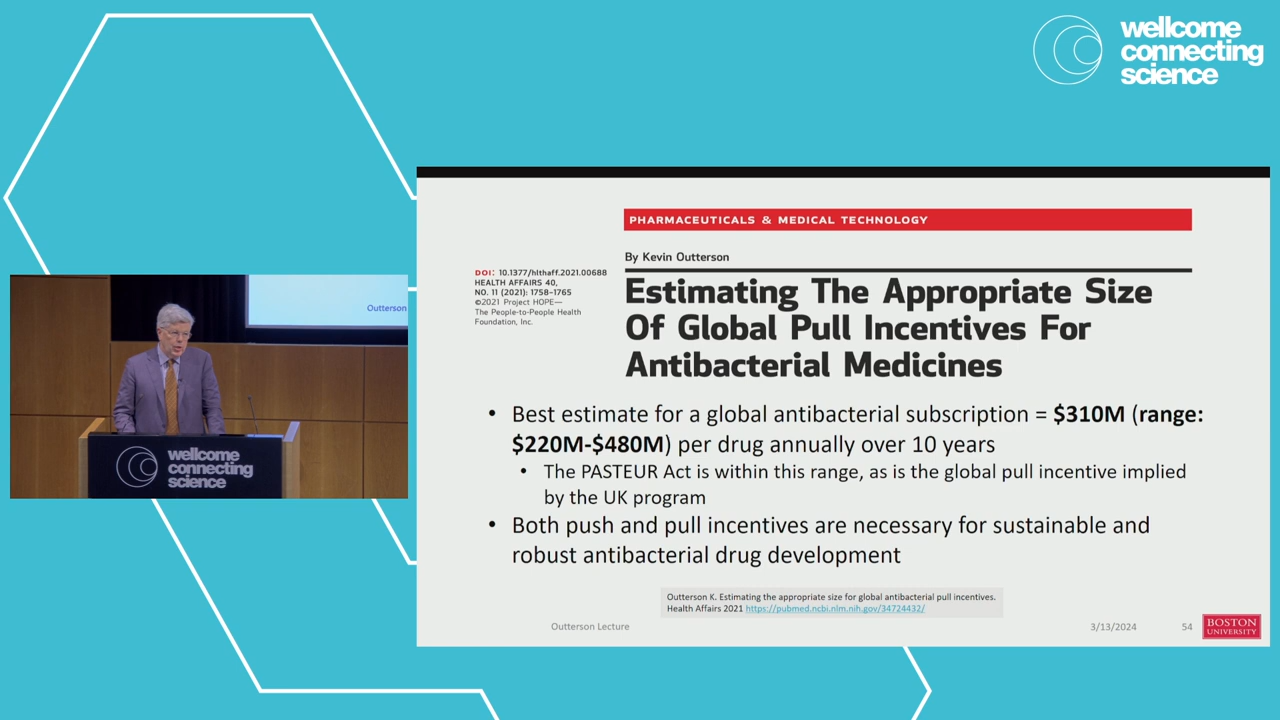 wellcome
connecting
science
PHARMACEUTICALS & MEDICAL TECHNOLOGY
By Kevin Outterson
DOI: 10.1377/hlthaff.2021.00688
HEALTH AFFAIRS 40,
NO. 11 (2021): 1758–1765
©2021 Project HOPE—
The People-to-People Health
Foundation, Inc.
Estimating The Appropriate Size
Of Global Pull Incentives For
Antibacterial Medicines
• Best estimate for a global antibacterial subscription = $310M (range:
$220M-$480M) per drug annually over 10 years
• The PASTEUR Act is within this range, as is the global pull incentive implied
by the UK program
• Both push and pull incentives are necessary for sustainable and
robust antibacterial drug development
Outterson K. Estimating the appropriate size for global antibacterial pull incentives.
Health Affairs 2021 https://pubmed.ncbi.nlm.nih.gov/34724432/
Outterson Lecture
3/13/2024
54
BOSTON
UNIVERSITY
Outterson
wellcome
connecting
science